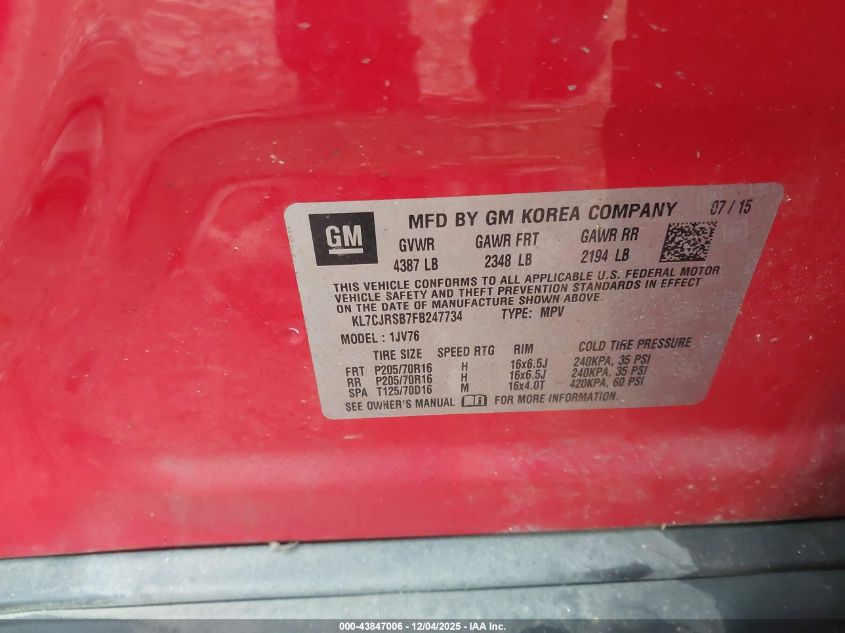 GM
MFD BY GM KOREA COMPANY 07 / 15
GVWR GAWR FRT GAWR RR
4387 LB 2348 LB 2194 LB
THIS VEHICLE CONFORMS TO ALL APPLICABLE U.S. FEDERAL MOTOR
VEHICLE SAFETY AND THEFT PREVENTION STANDARDS IN EFFECT
ON THE DATE OF MANUFACTURE SHOWN ABOVE.
KL7CJRSB7FB247734 TYPE: MPV
MODEL : 1JV76
TIRE SIZE SPEED RTG RIM COLD TIRE PRESSURE
FRT P205/70R16 H 16x6.5J 240KPA, 35 PSI
RR P205/70R16 H 16x6.5J 240KPA, 35 PSI
SPA T125/70D16 M 16x4.0T 420KPA, 60 PSI
SEE OWNER'S MANUAL FOR MORE INFORMATION.
000-43847006 - 12/04/2025 - IAA Inc.